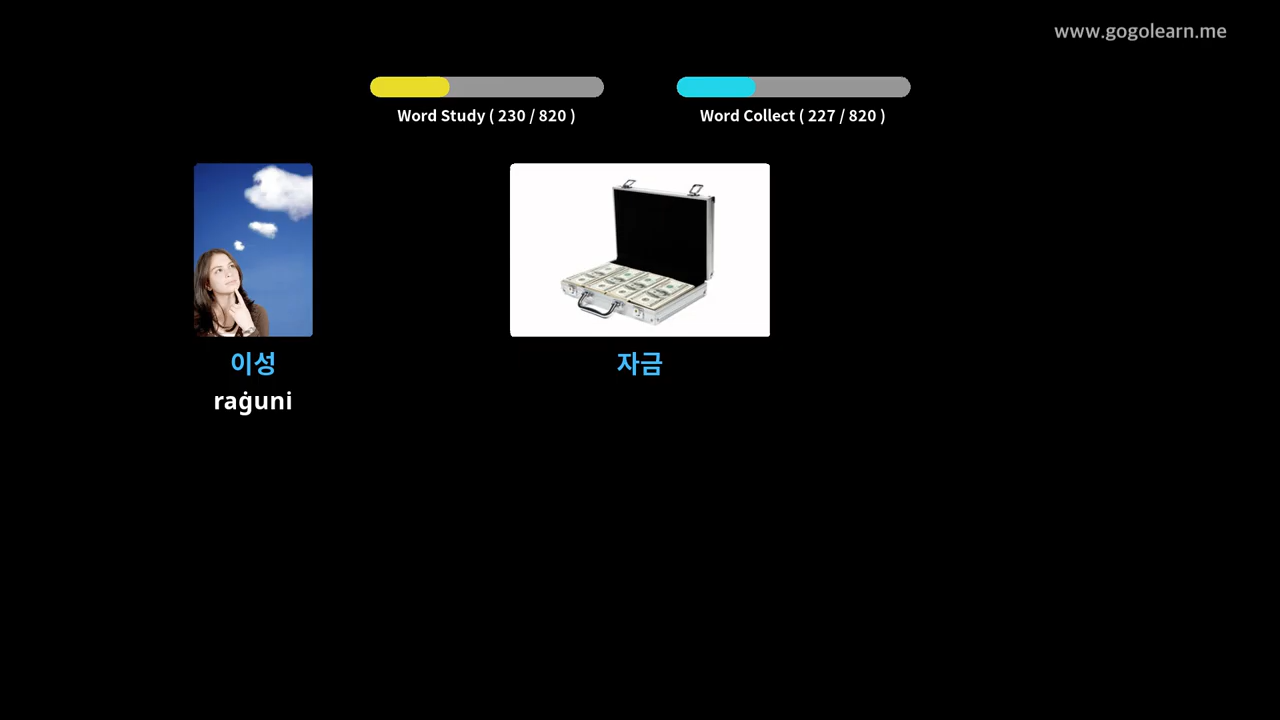 www.gogolearn.me
Word Study ( 230 / 820 )
Word Collect ( 227 / 820 )
이성
raġuni
자금